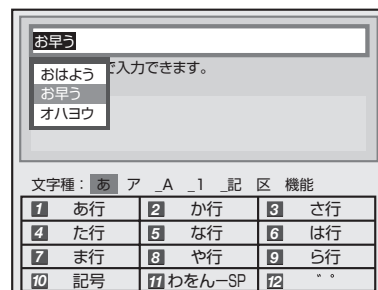 お早う
で入力できます。
おはよう
お早う
オハヨウ
文字種： あ ア _A _1 _記 区 機能
1 あ行 2 か行 3 さ行
4 た行 5 な行 6 は行
7 ま行 8 や行 9 ら行
10 記号 11 わをんーSP 12 ゛゜